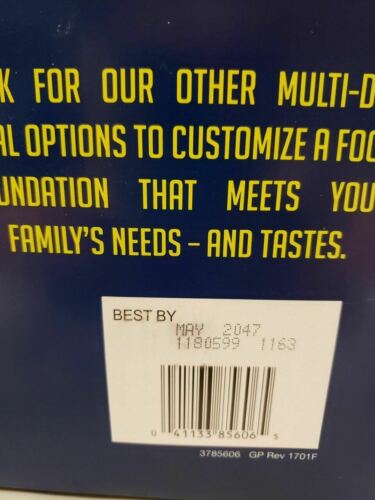 K FOR OUR OTHER MULTI-D
AL OPTIONS TO CUSTOMIZE A FOO
UNDATION THAT MEETS YOU
FAMILY'S NEEDS – AND TASTES.
BEST BY
MAY 2047
1180599 1163
0 41133 85606 5
3785606 GP Rev 1701F